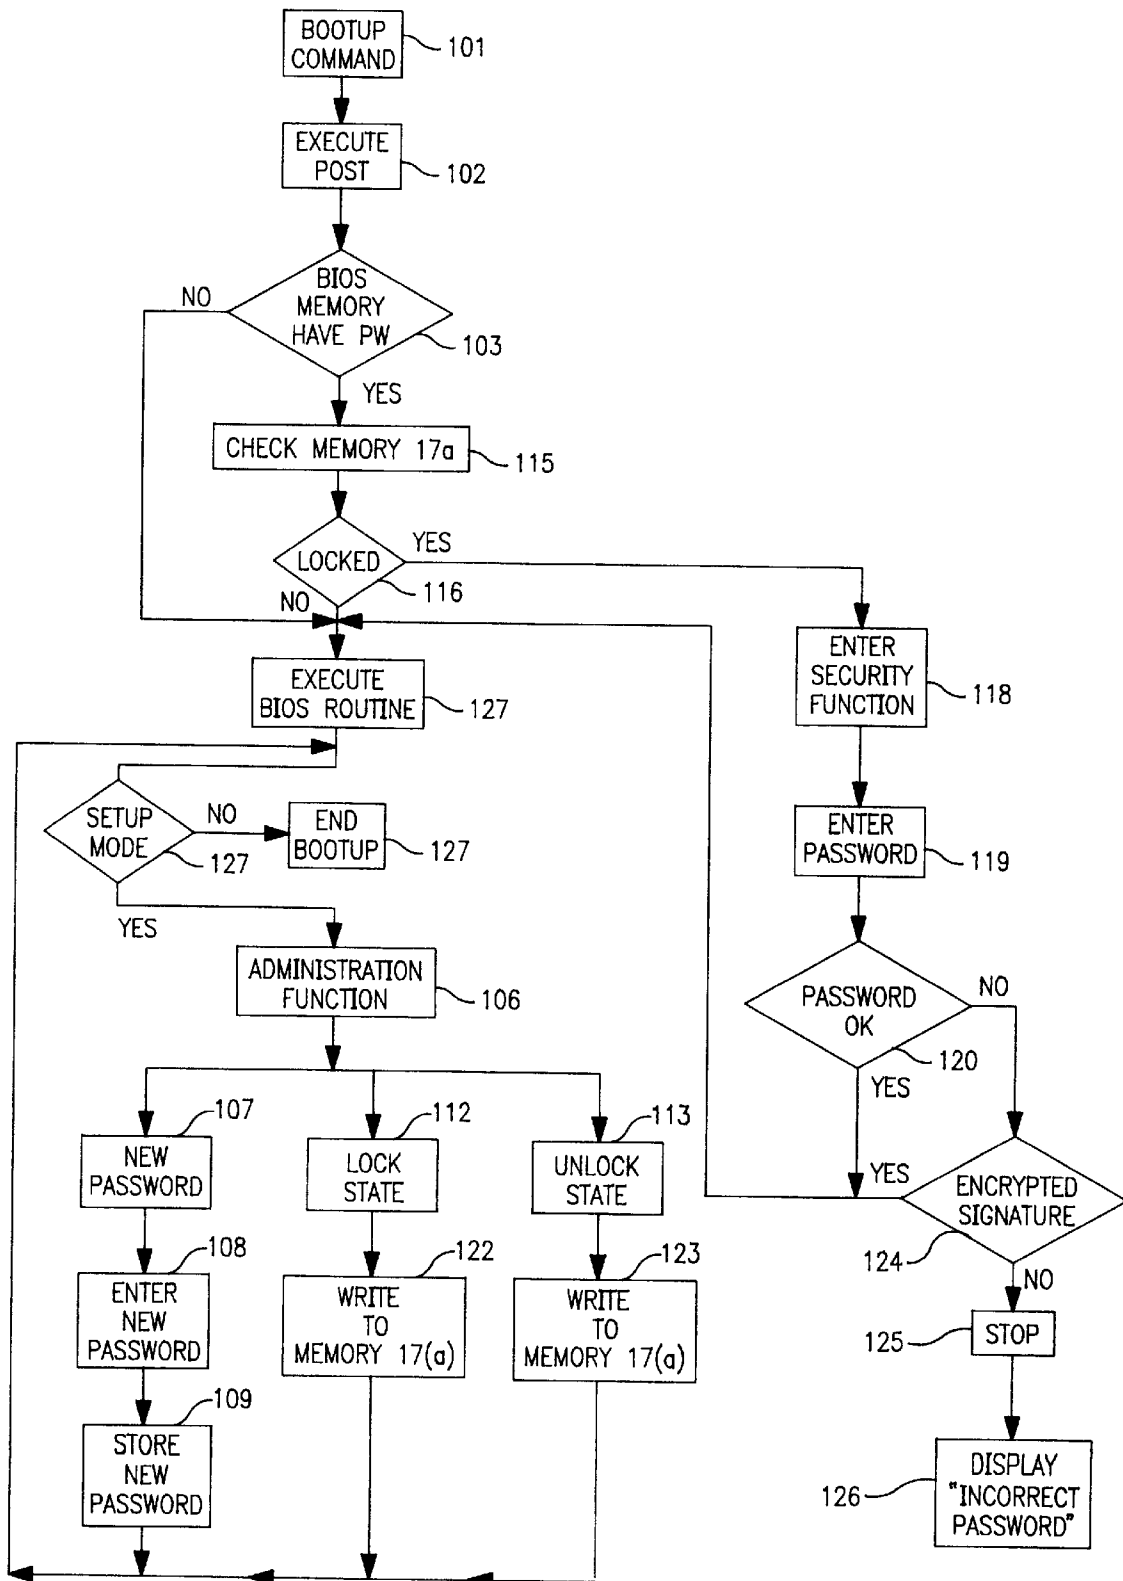 BOOTUP
COMMAND
101
EXECUTE
POST
102
BIOS
MEMORY
HAVE PW
103
NO
YES
CHECK MEMORY 17a
115
LOCKED
116
YES
NO
EXECUTE
BIOS ROUTINE
127
SETUP
MODE
127
NO
END
BOOTUP
127
YES
ADMINISTRATION
FUNCTION
106
107
NEW
PASSWORD
108
ENTER
NEW
PASSWORD
109
STORE
NEW
PASSWORD
112
LOCK
STATE
122
WRITE
TO
MEMORY 17(a)
113
UNLOCK
STATE
123
WRITE
TO
MEMORY 17(a)
ENTER
SECURITY
FUNCTION
118
ENTER
PASSWORD
119
PASSWORD
OK
120
NO
YES
YES
ENCRYPTED
SIGNATURE
124
NO
STOP
125
DISPLAY
"INCORRECT
PASSWORD"
126